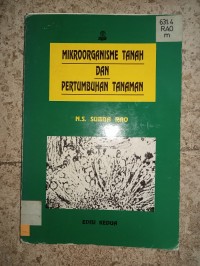 631.4
RAO
m
MIKROORGANISME TANAH
DAN
PERTUMBUHAN TANAMAN
N.S. SUBBA RAO
EDISI KEDUA